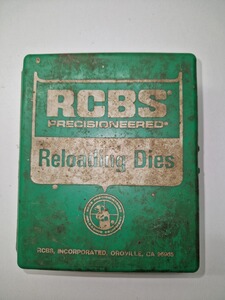 RCBS®
PRECISIONEERED®
Reloading Dies
RCBS, INCORPORATED, OROVILLE, CA 95965